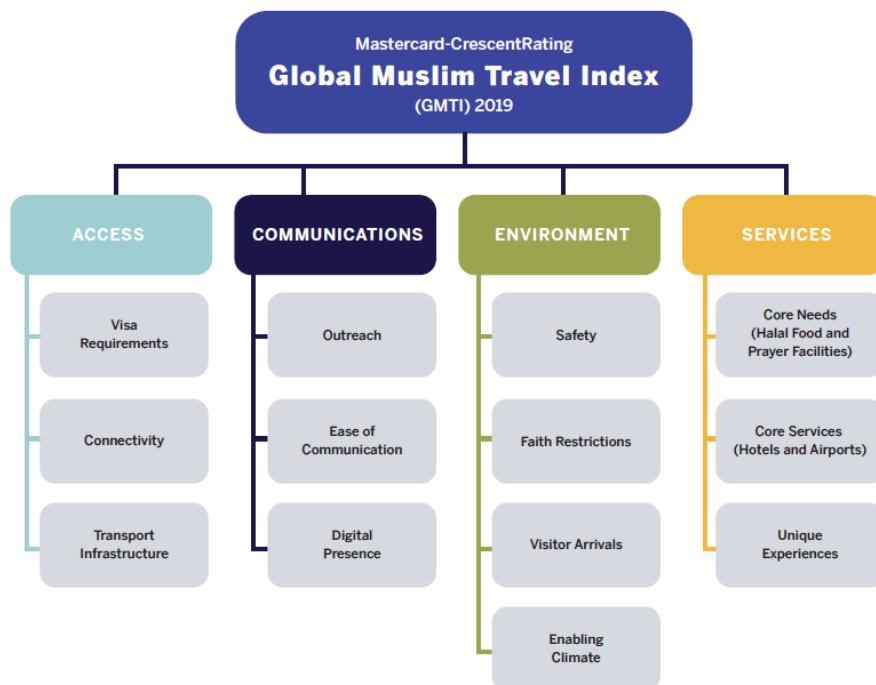 Mastercard-CrescentRating
Global Muslim Travel Index
(GMTI) 2019
ACCESS
Visa
Requirements
Connectivity
Transport
Infrastructure
COMMUNICATIONS
Outreach
Ease of
Communication
Digital
Presence
ENVIRONMENT
Safety
Faith Restrictions
Visitor Arrivals
Enabling
Climate
SERVICES
Core Needs
(Halal Food and
Prayer Facilities)
Core Services
(Hotels and Airports)
Unique
Experiences